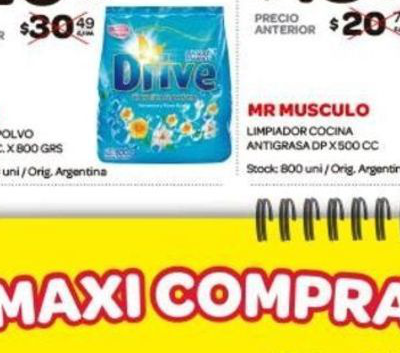 $30.49
PRECIO
ANTERIOR
$20
Drive
MR MUSCULO
LIMPIADOR COCINA
ANTIGRASA DP X 500 CC
Stock: 800 uni / Orig. Argentin
POLVO
C. X 800 GRS
uni / Orig. Argentina
MAXI COMPRA